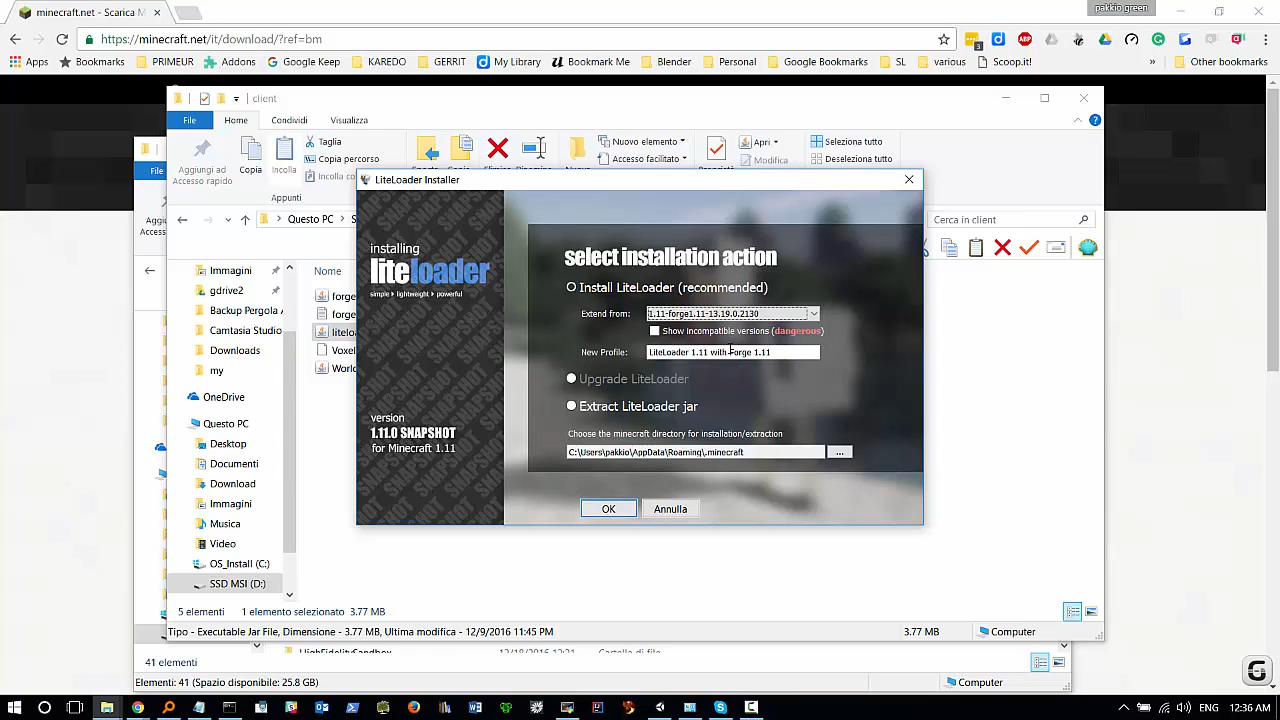 minecraft.net - Scarica M
pakkio green
https://minecraft.net/it/download/?ref=bm
Apps Bookmarks PRIMEUR Addons Google Keep KAREDO GERRIT My Library Bookmark Me Blender Personal Google Bookmarks SL various Scoop.it! » Other bookmarks
client
File Home Condividi Visualizza
Aggiungi ad
Accesso rapido
Copia
Incolla
Taglia
Copia percorso
Incolla co
Nuovo elemento
Accesso facilitato
Apri
Modifica
Seleziona tutto
Deseleziona tutto
Appunti
File
Aggiu
Acces
Questo PC
Cerca in client
Immagini
gdrive2
Backup Pergola
Camtasia Studio
Downloads
my
OneDrive
Questo PC
Desktop
Documenti
Download
Immagini
Musica
Video
OS_Install (C:)
SSD MSI (D:)
Nome
forge
forge
liteloa
Voxel
World
LiteLoader Installer
installing
liteloader
simple lightweight powerful
version
1.11.0 SNAPSHOT
for Minecraft 1.11
select installation action
Install LiteLoader (recommended)
Extend from: 1.11-forge1.11-13.19.0.2130
Show incompatible versions (dangerous)
New Profile: LiteLoader 1.11 with Forge 1.11
Upgrade LiteLoader
Extract LiteLoader jar
Choose the minecraft directory for installation/extraction
C:\Users\pakkio\AppData\Roaming\.minecraft ...
OK Annulla
5 elementi 1 elemento selezionato 3.77 MB
Tipo - Executable Jar File, Dimensione - 3.77 MB, Ultima modifica - 12/9/2016 11:45 PM 3.77 MB Computer
41 elementi
Elementi: 41 (Spazio disponibile: 25.8 GB) Computer
ENG 12:36 AM